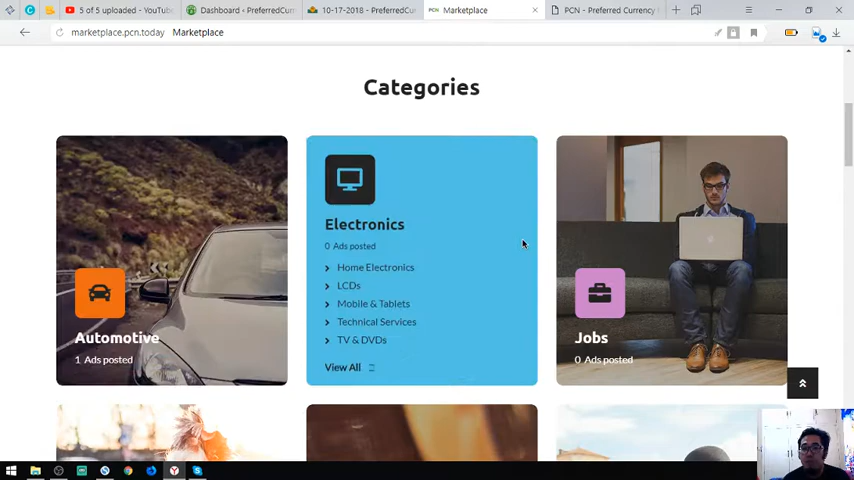 5 of 5 uploaded - YouTub
Dashboard ‹ PreferredCurr
10-17-2018 - PreferredCu
PCN Marketplace
PCN - Preferred Currency
marketplace.pcn.today Marketplace
Categories
Electronics
0 Ads posted
Home Electronics
LCDs
Mobile & Tablets
Technical Services
TV & DVDs
View All
Automotive
1 Ads posted
Jobs
0 Ads posted